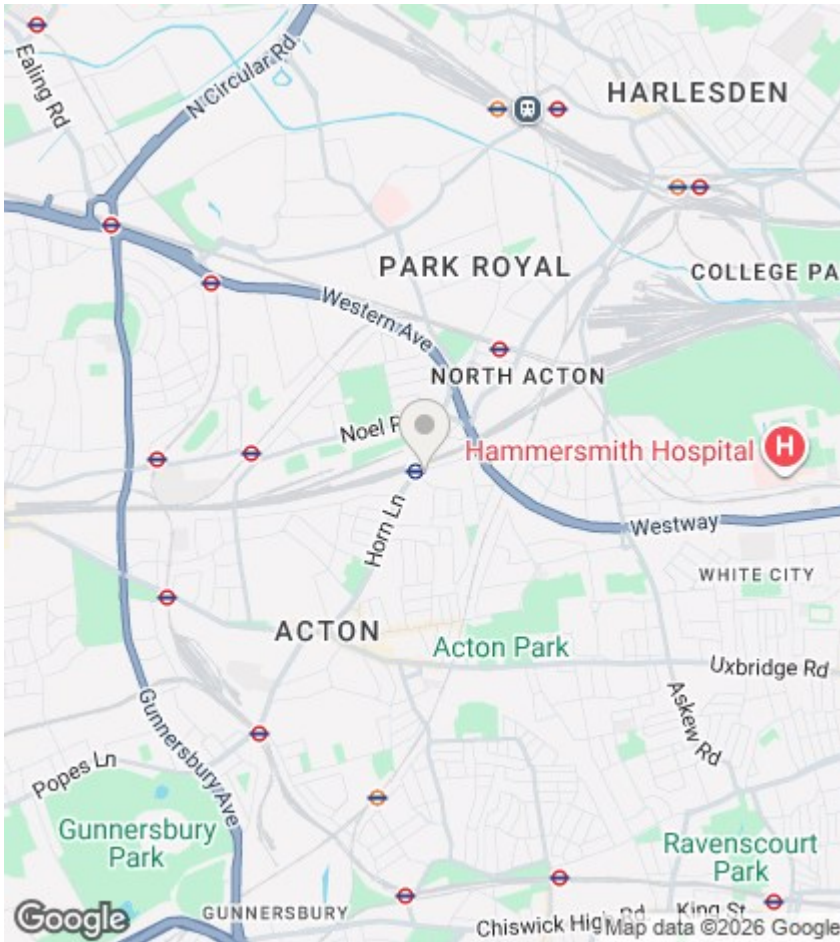 Ealing Rd
N Circular Rd.
HARLESDEN
PARK ROYAL
COLLEGE PA
Western Ave
NORTH ACTON
Noel
Hammersmith Hospital
H
Horn Ln
Westway
WHITE CITY
ACTON
Acton Park
Uxbridge Rd
Askew Rd
Gunnersbury Ave
Popes Ln
Gunnersbury
Park
Ravenscourt
Park
GUNNERSBURY
King St
Chiswick High Rd
Google
Map data ©2026 Google